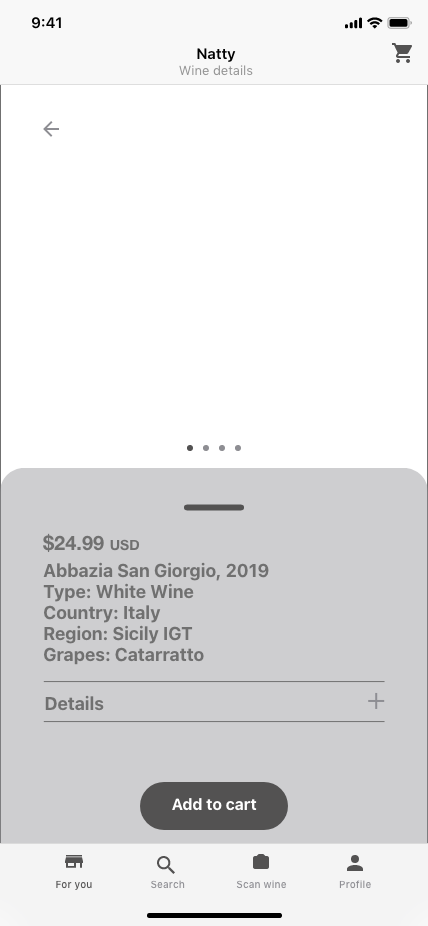 9:41
Natty
Wine details
$24.99 USD
Abbazia San Giorgio, 2019
Type: White Wine
Country: Italy
Region: Sicily IGT
Grapes: Catarratto
Details
Add to cart
For you
Search
Scan wine
Profile